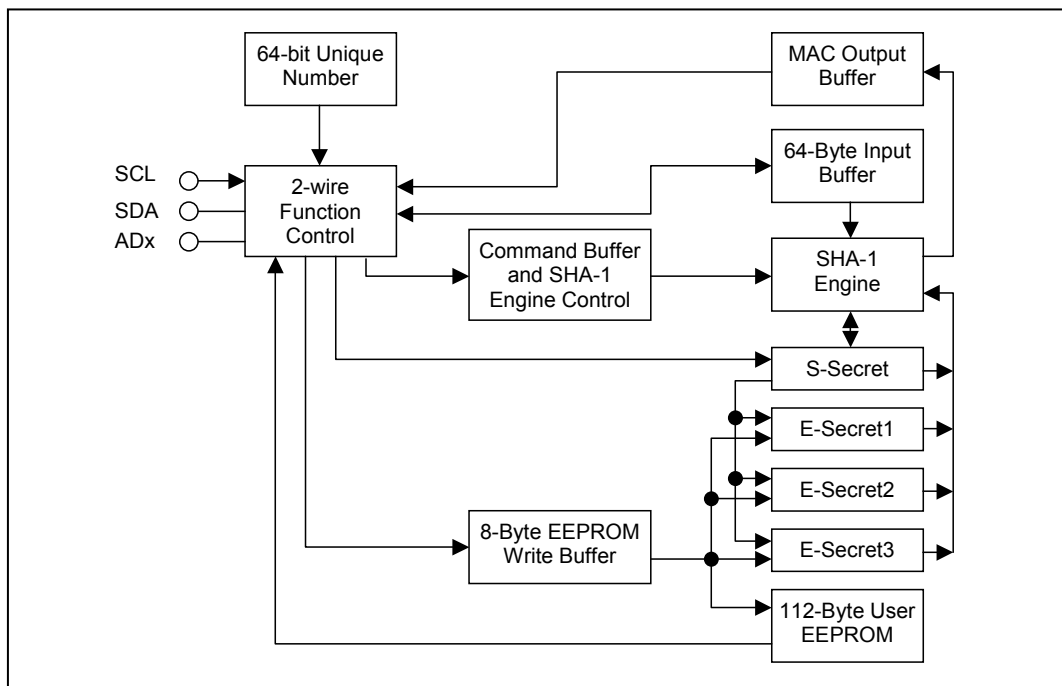 64-bit Unique
Number
MAC Output
Buffer
64-Byte Input
Buffer
SCL
SDA
ADx
2-wire
Function
Control
Command Buffer
and SHA-1
Engine Control
SHA-1
Engine
S-Secret
E-Secret1
E-Secret2
E-Secret3
8-Byte EEPROM
Write Buffer
112-Byte User
EEPROM